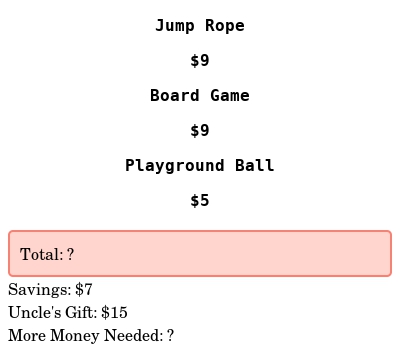 Jump Rope
$9
Board Game
$9
Playground Ball
$5
Total: ?
Savings: $7
Uncle's Gift: $15
More Money Needed: ?